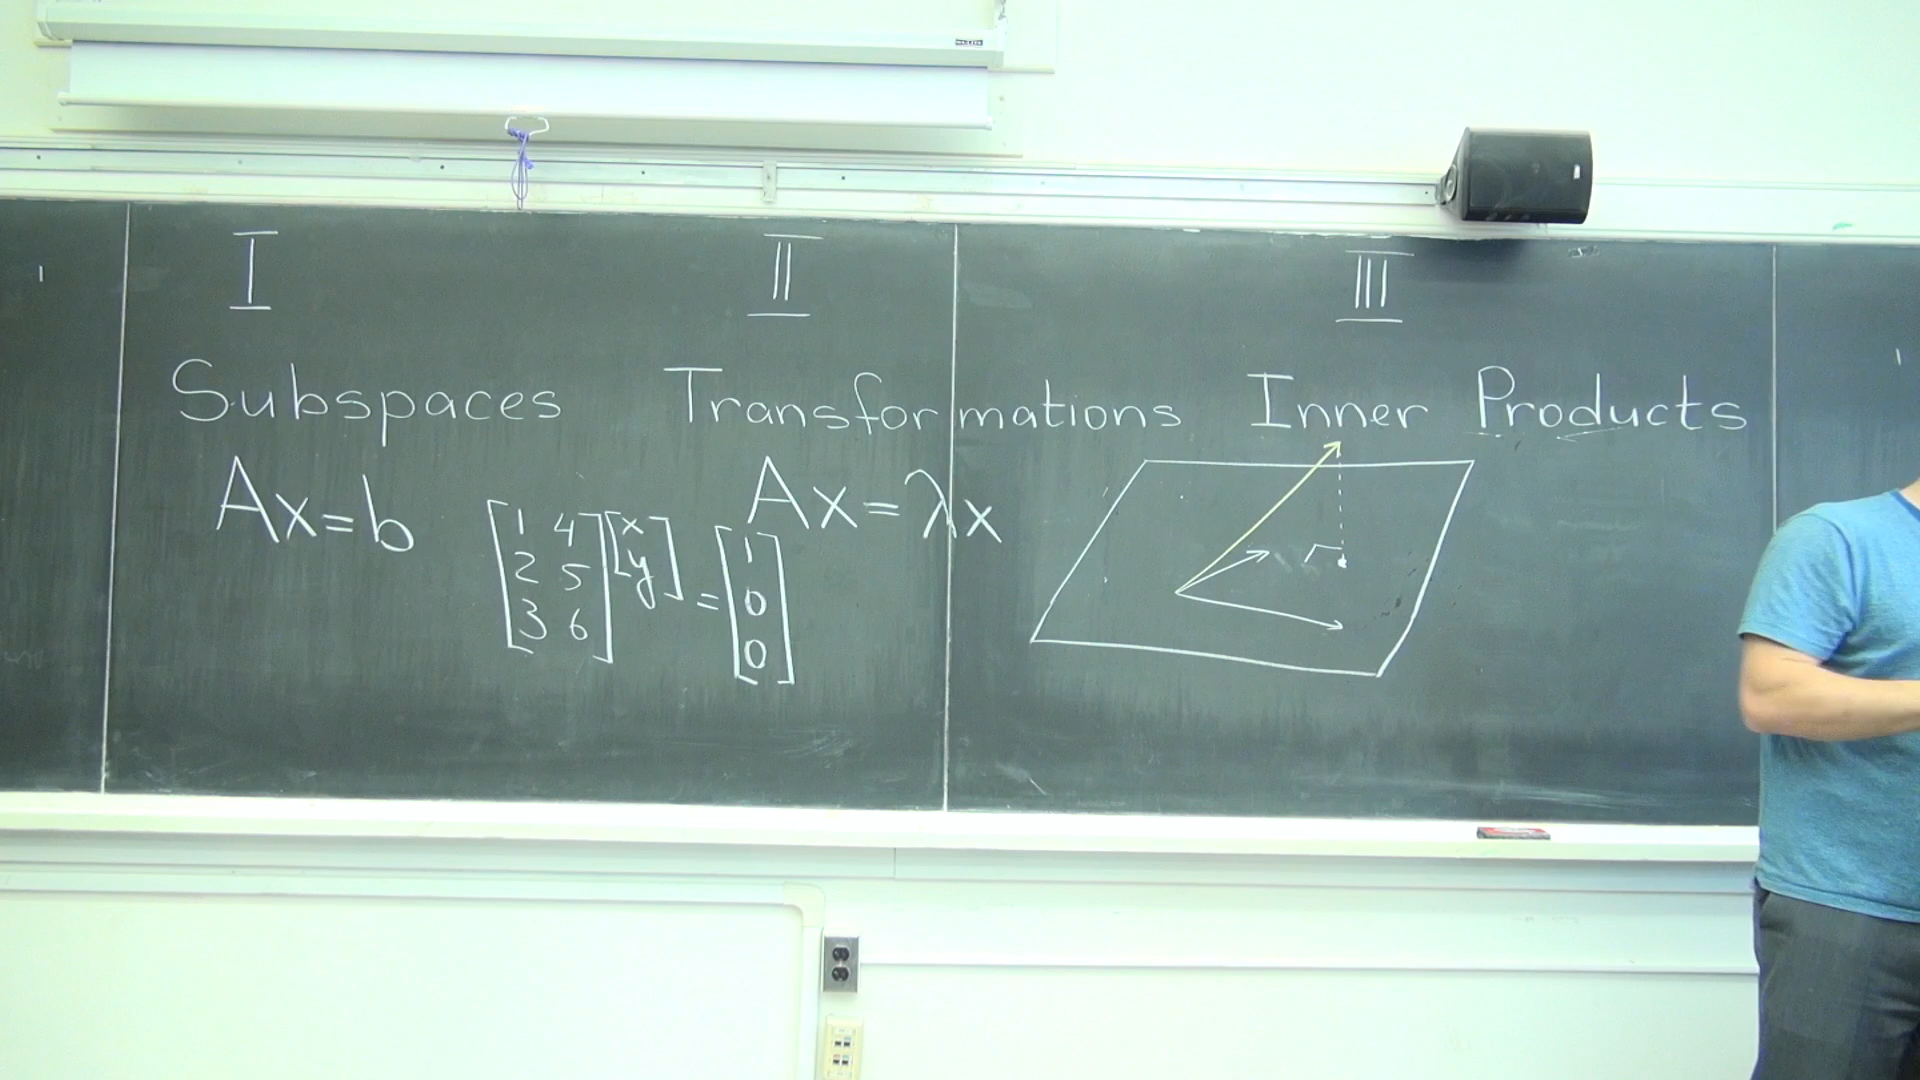 I II III
Subspaces Transformations Inner Products
Ax=b Ax=λx
[1 4] [x] [1]
[2 5] [y] = [0]
[3 6] [0]